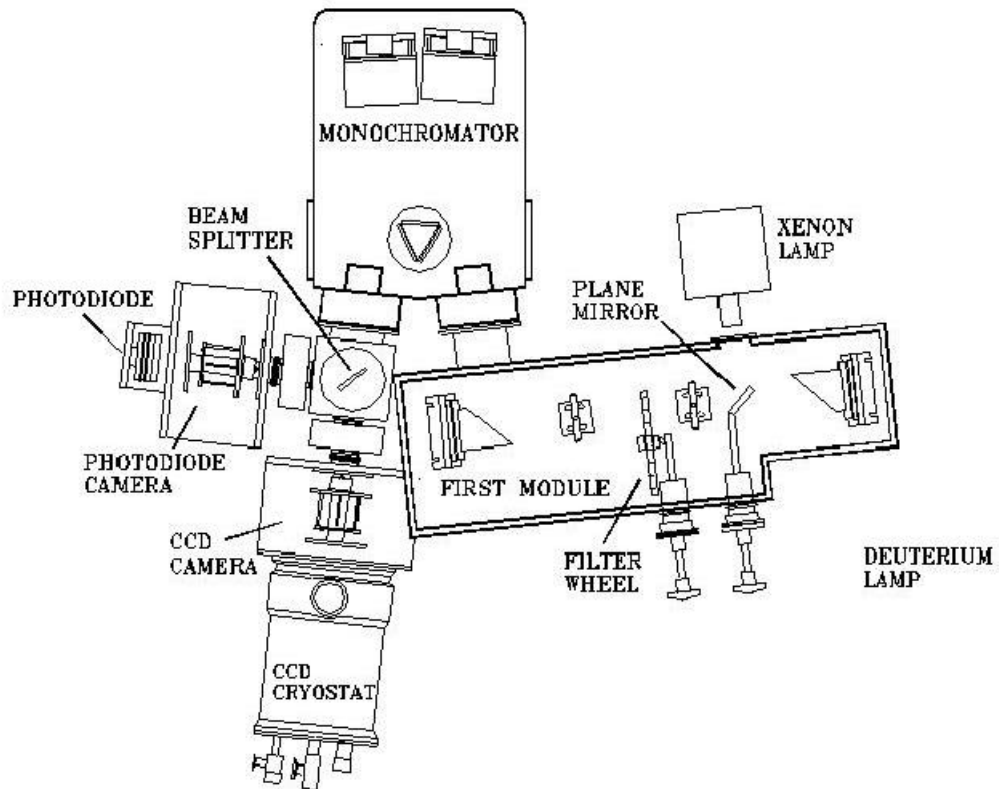 MONOCHROMATOR
BEAM
SPLITTER
XENON
LAMP
PHOTODIODE
PLANE
MIRROR
PHOTODIODE
CAMERA
FIRST MODULE
CCD
CAMERA
FILTER
WHEEL
DEUTERIUM
LAMP
CCD
CRYOSTAT